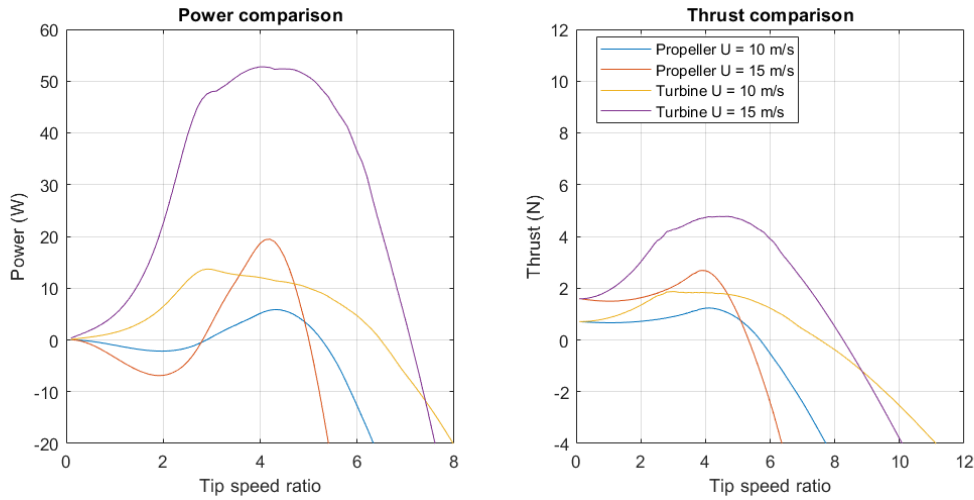 Power comparison
60
50
40
30
20
10
0
-10
-20
Power (W)
0 2 4 6 8
Tip speed ratio
Thrust comparison
Propeller U = 10 m/s
Propeller U = 15 m/s
Turbine U = 10 m/s
Turbine U = 15 m/s
12
10
8
6
4
2
0
-2
-4
Thrust (N)
0 2 4 6 8 10 12
Tip speed ratio